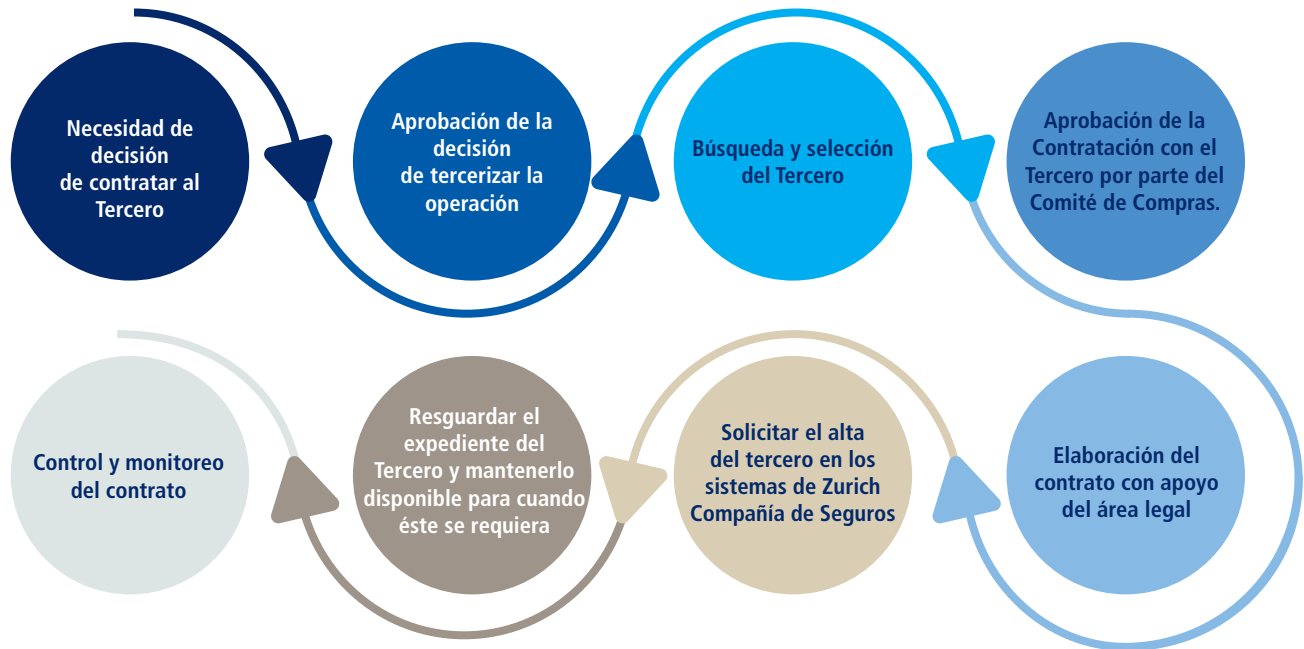 Necesidad de
decisión
de contratar al
Tercero
Aprobación de la
decisión
de tercerizar la
operación
Búsqueda y selección
del Tercero
Aprobación de la
Contratación con el
Tercero por parte del
Comité de Compras.
Elaboración del
contrato con apoyo
del área legal
Solicitar el alta
del tercero en los
sistemas de Zurich
Compañía de Seguros
Resguardar el
expediente del
Tercero y mantenerlo
disponible para cuando
éste se requiera
Control y monitoreo
del contrato